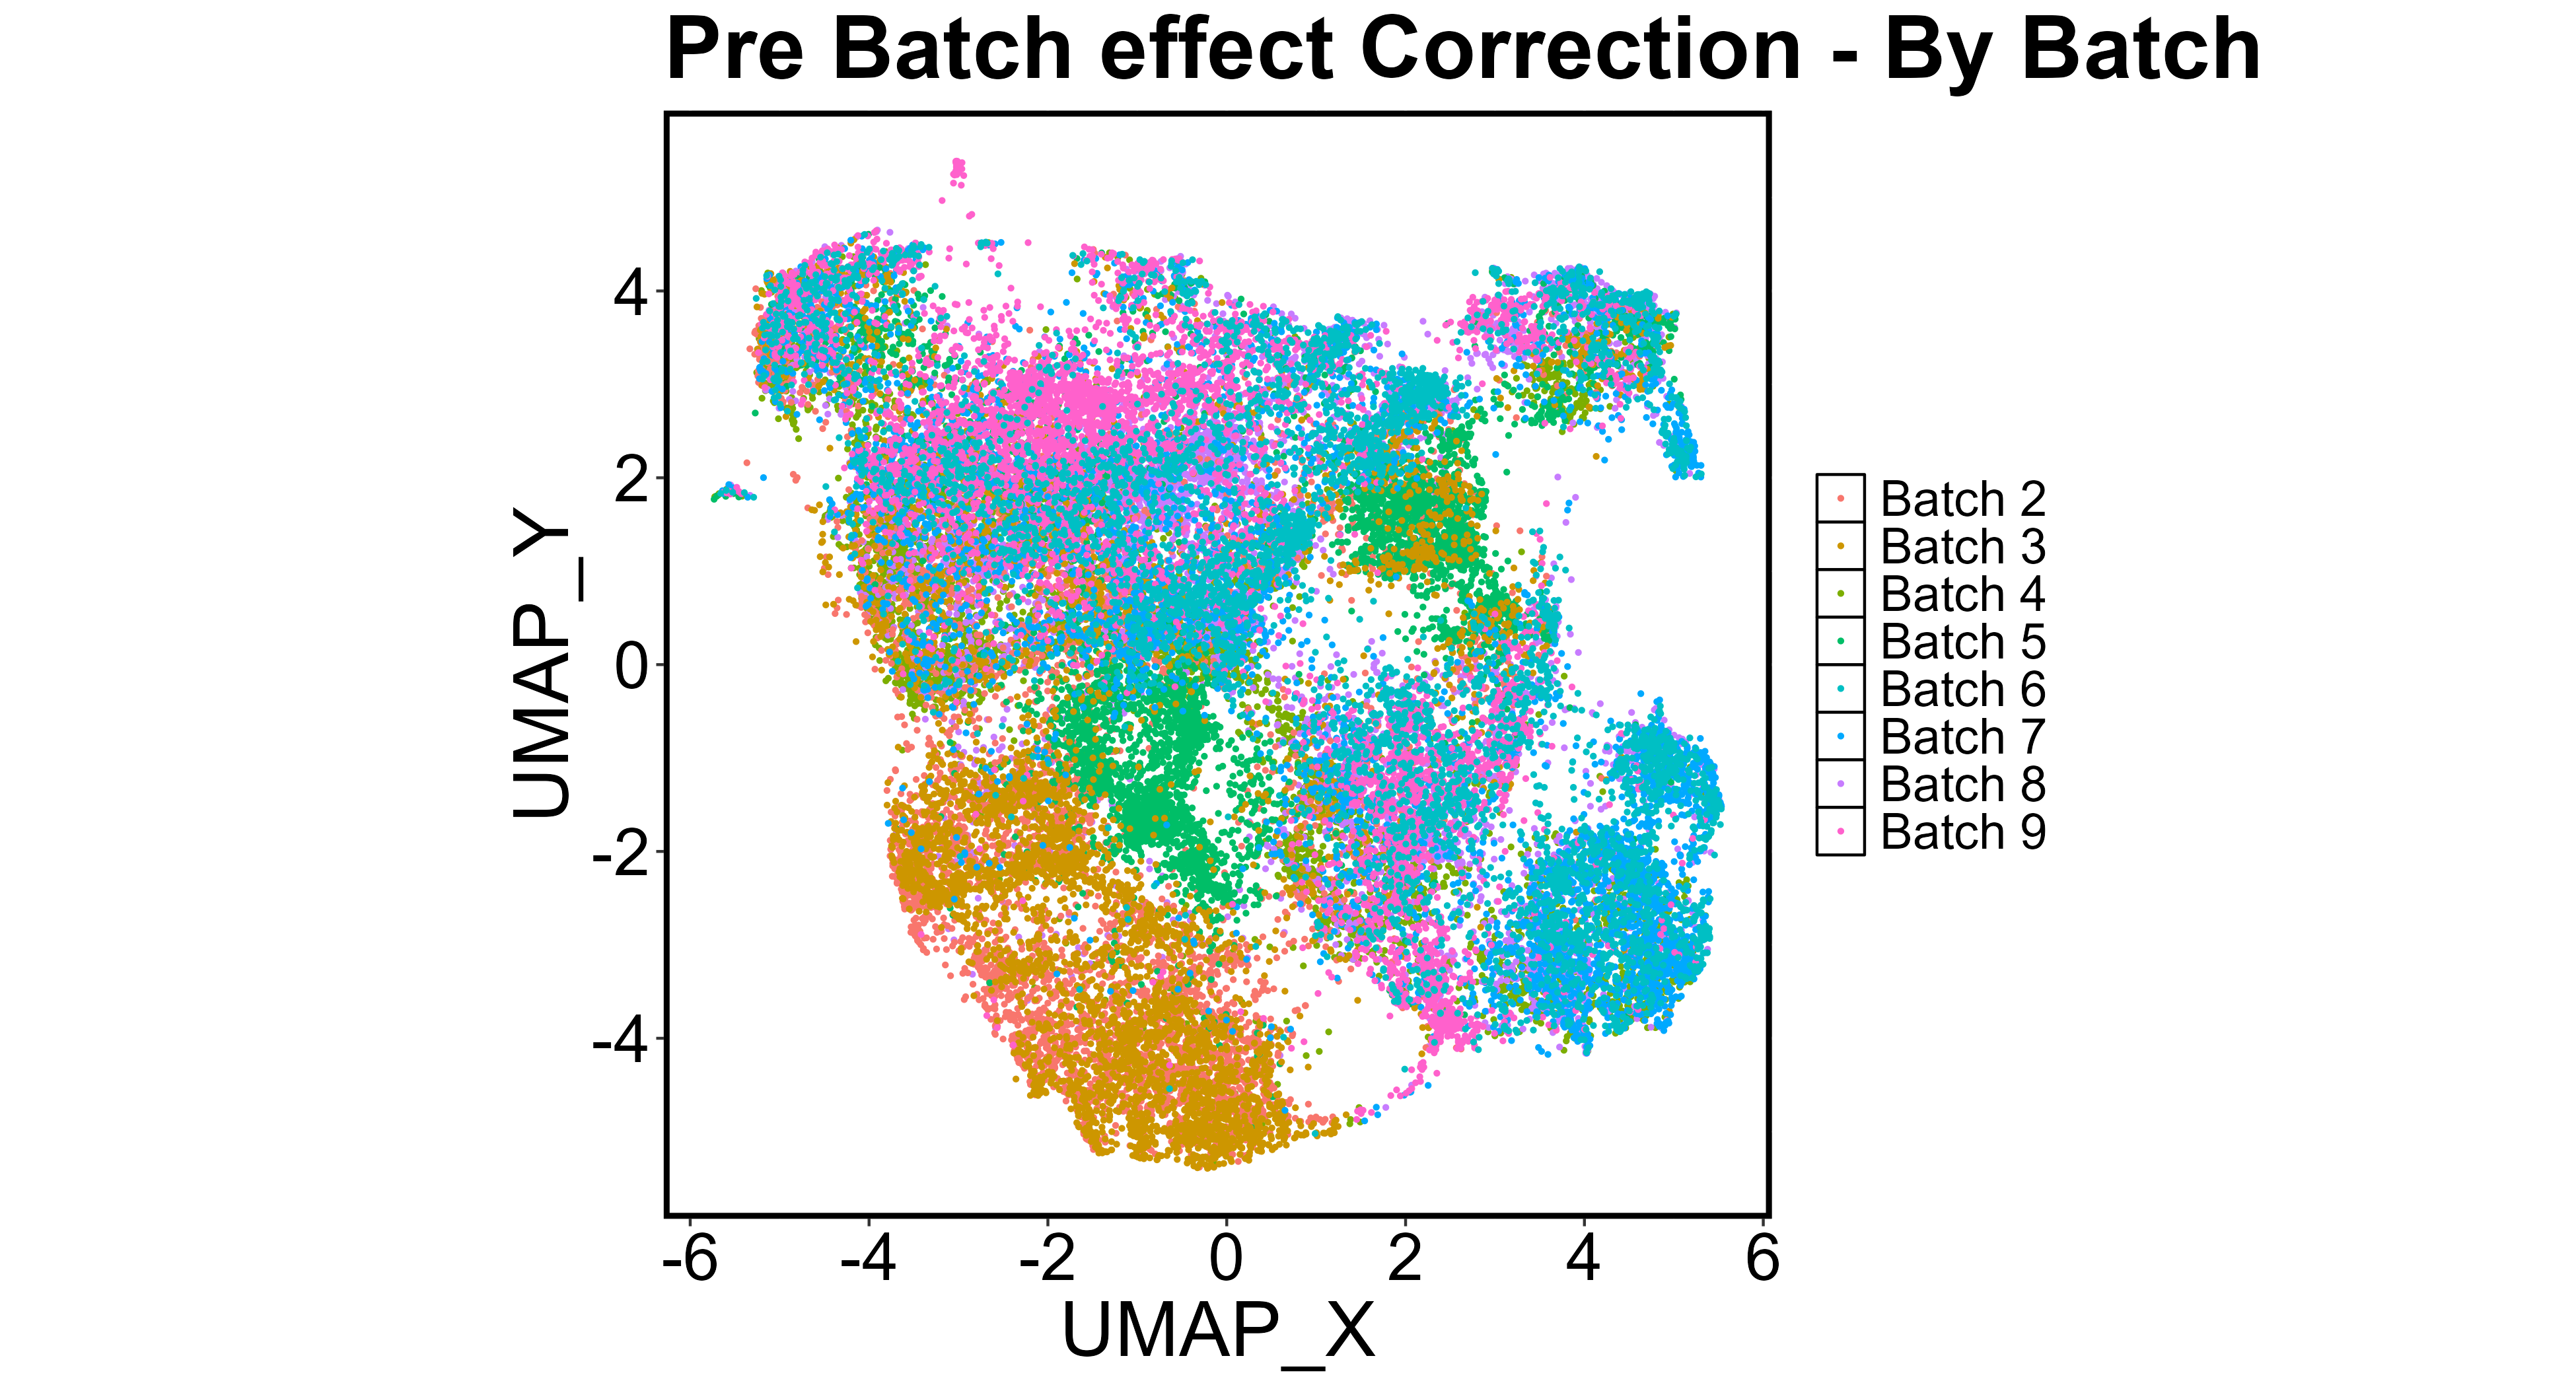 Pre Batch effect Correction - By Batch
UMAP_Y
4
2
0
-2
-4
-6 -4 -2 0 2 4 6
UMAP_X
Batch 2
Batch 3
Batch 4
Batch 5
Batch 6
Batch 7
Batch 8
Batch 9